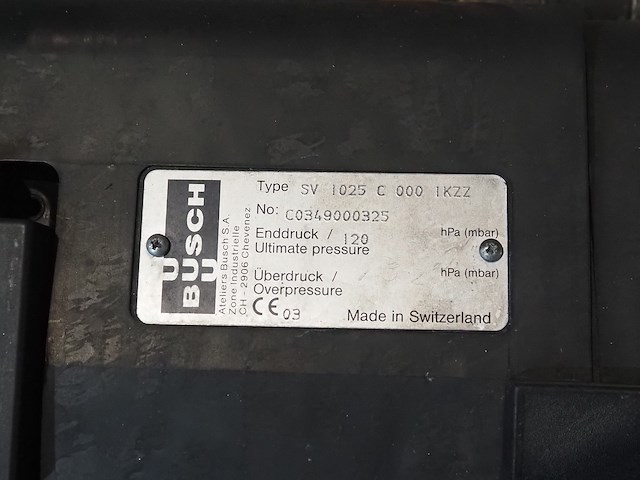 BUSCH
U
BUSCH
U
Ateliers Busch S.A.
Zone Industrielle
CH - 2906 Chevenez
Type SV 1025 C 000 1KZZ
No: C0349000325
Enddruck / 120 hPa (mbar)
Ultimate pressure
Überdruck / hPa (mbar)
Overpressure
CE 03
Made in Switzerland